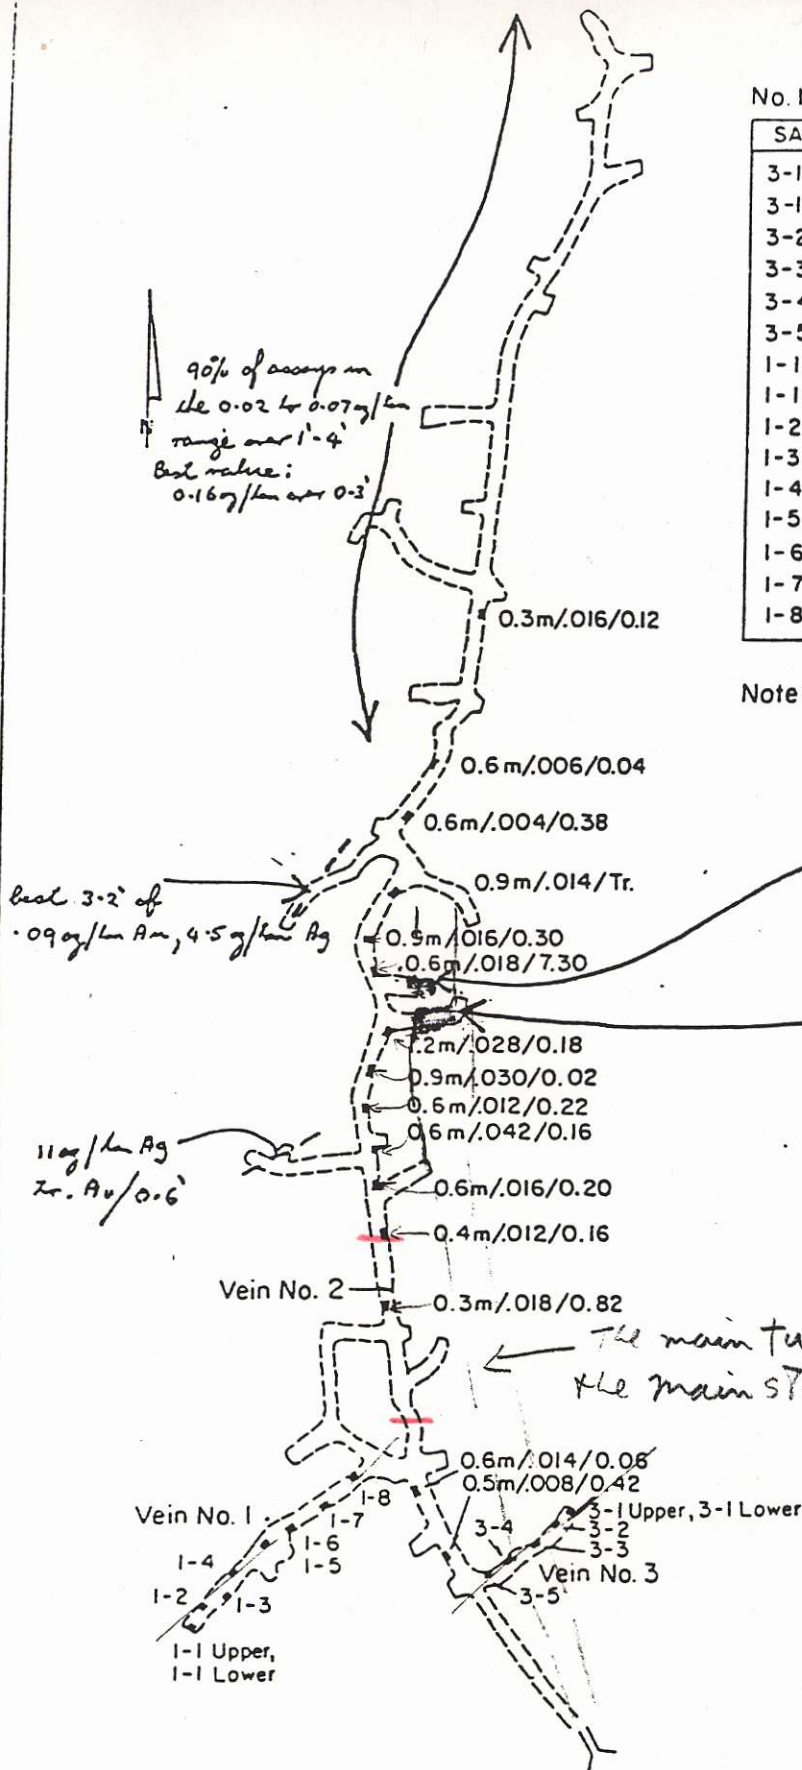 No. 1
SA
3-1
3-1
3-2
3-3
3-4
3-5
1-1
1-1
1-2
1-3
1-4
1-5
1-6
1-7
1-8
Note
90% of assays in
the 0.02 to 0.07 oz/ton
range over 1'-4'
Best value:
0.16 oz/ton over 0.3'
N
0.3m/.016/0.12
0.6m/.006/0.04
0.6m/.004/0.38
0.9m/.014/Tr.
best 3.2' of
.09 oz/ton Au, 4.5 oz/ton Ag
0.9m/.016/0.30
0.6m/.018/7.30
1.2m/.028/0.18
0.9m/.030/0.02
0.6m/.012/0.22
0.6m/.042/0.16
11 oz/ton Ag
Tr. Au/0.6'
0.6m/.016/0.20
0.4m/.012/0.16
Vein No. 2
0.3m/.018/0.82
The main tu
the main st
0.6m/.014/0.06
0.5m/.008/0.42
Vein No. 1
1-8
1-7
1-6
1-5
1-4
1-2
1-3
1-1 Upper,
1-1 Lower
3-1 Upper, 3-1 Lower
3-2
3-4
3-3
Vein No. 3
3-5